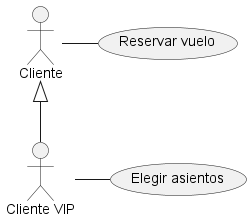 Reservar vuelo
Cliente
Elegir asientos
Cliente VIP